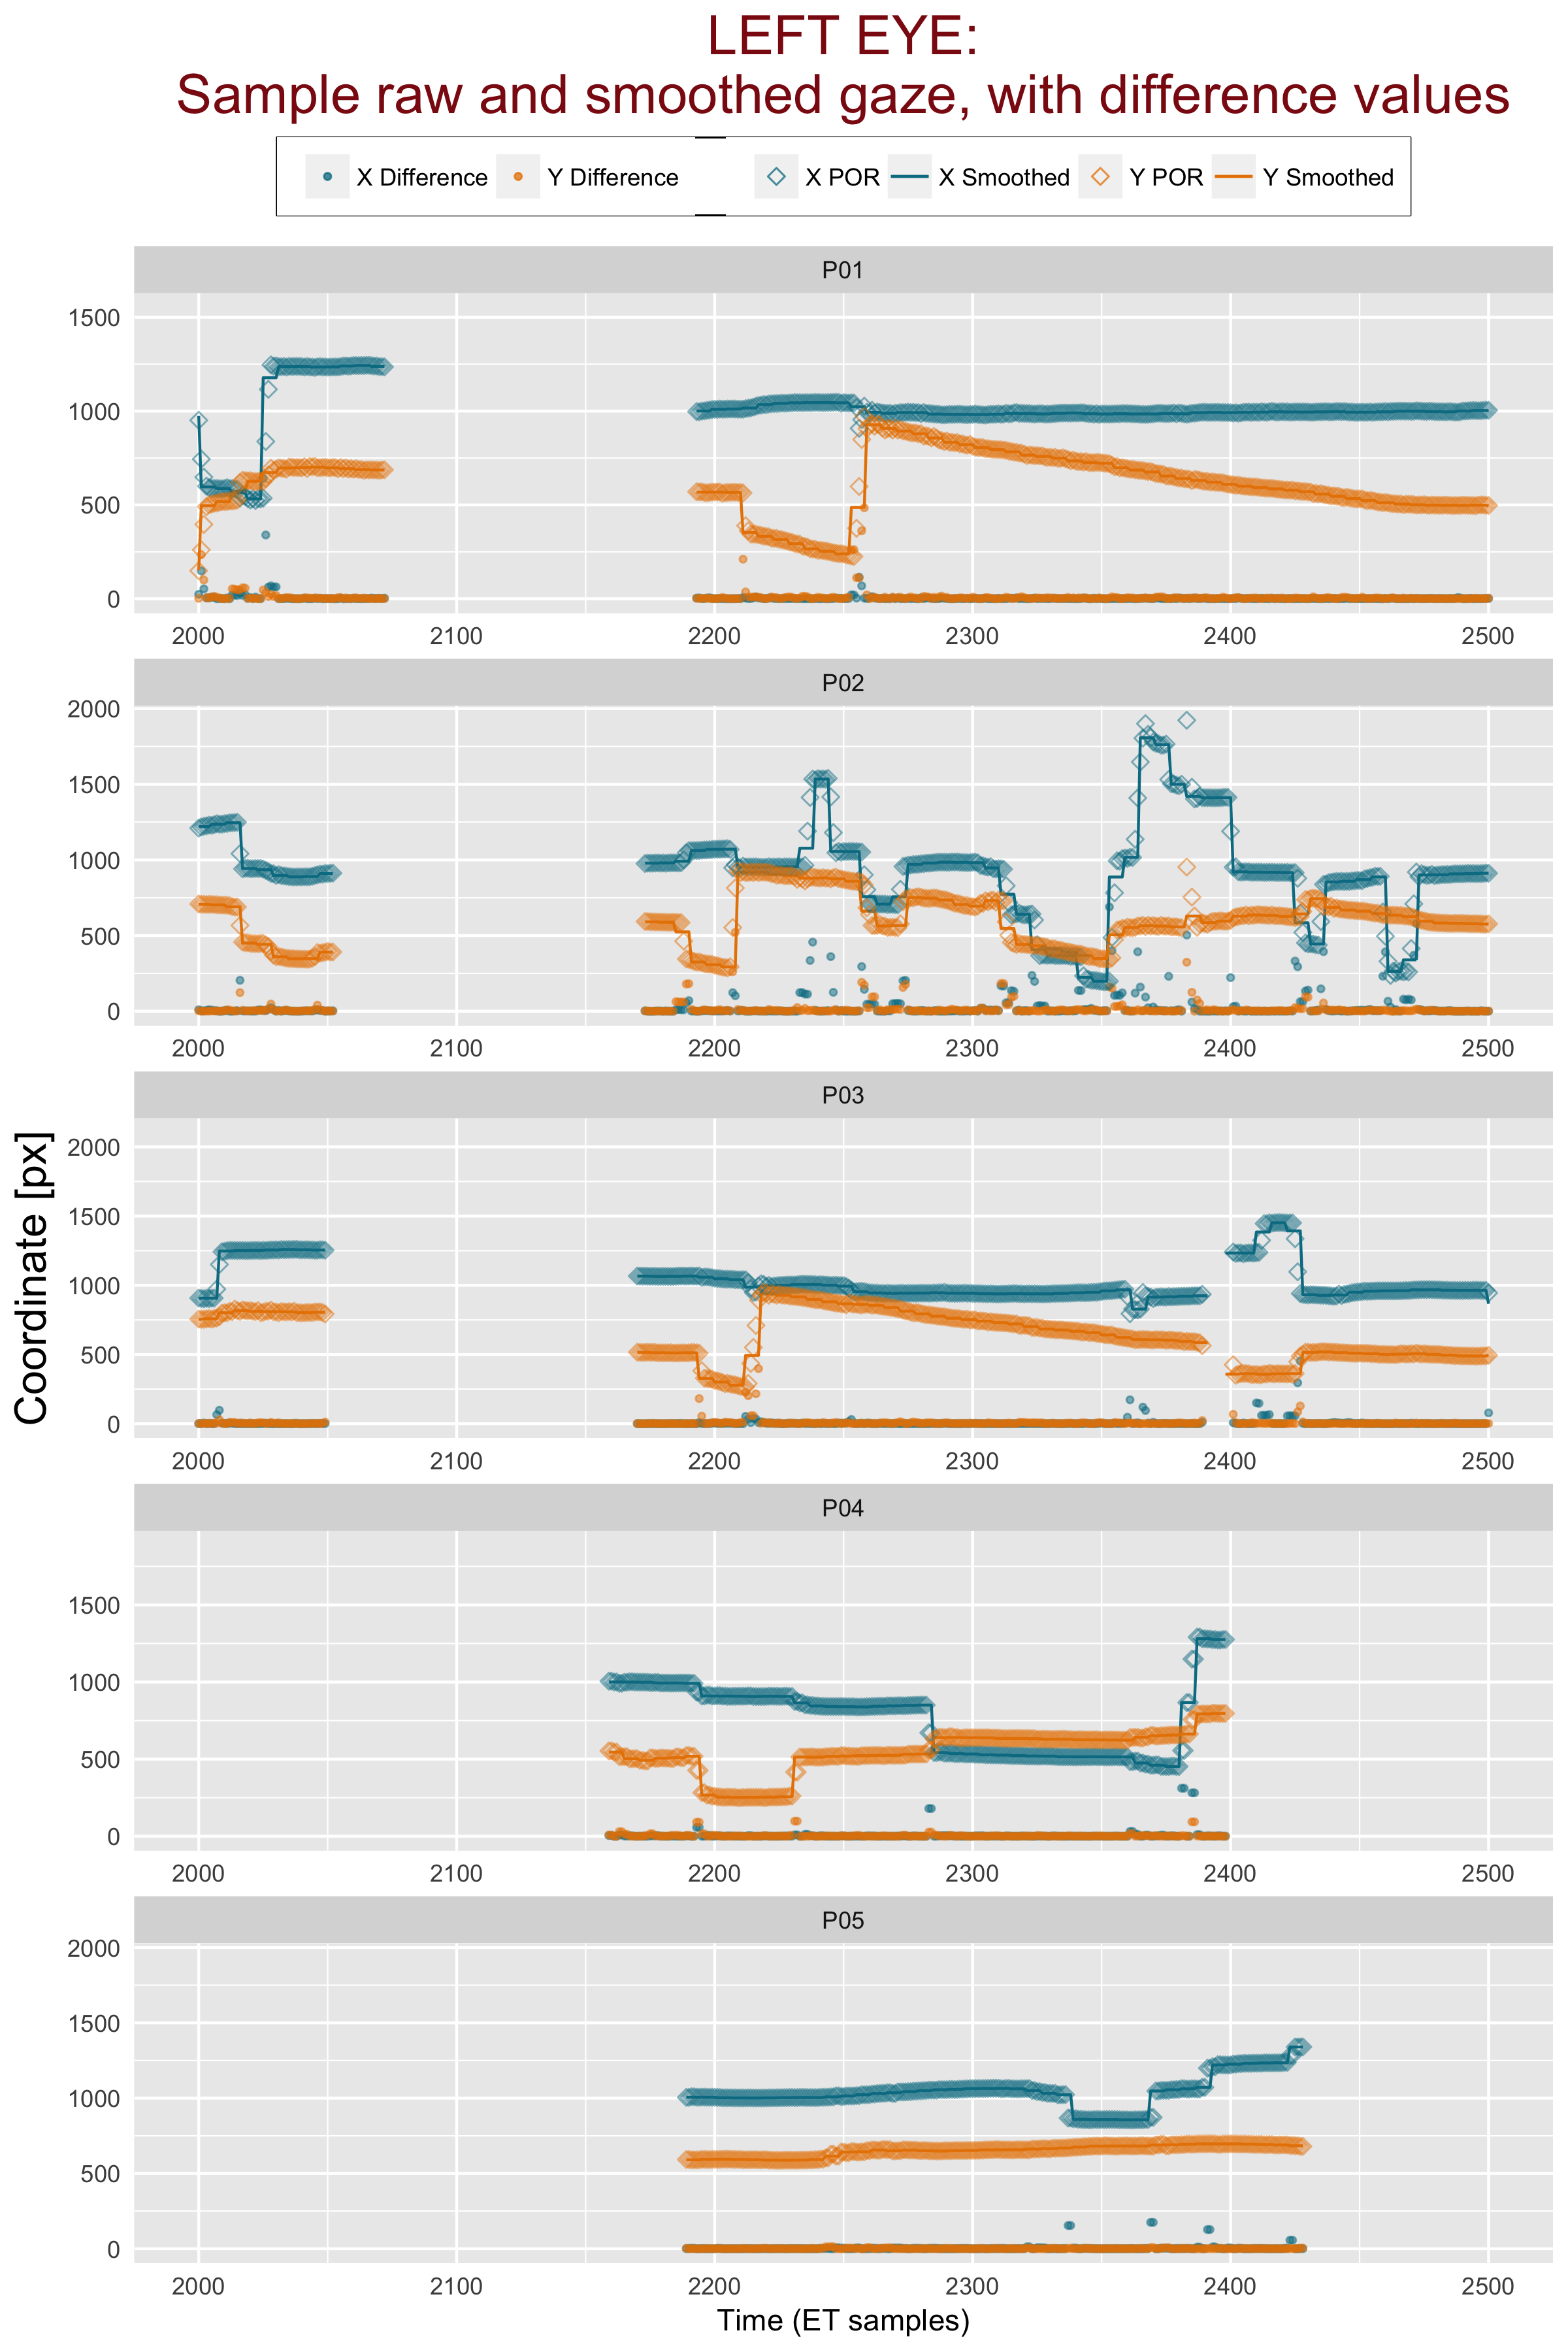 LEFT EYE:
Sample raw and smoothed gaze, with difference values
X Difference Y Difference X POR X Smoothed Y POR Y Smoothed
P01
1500
1000
500
0
2000 2100 2200 2300 2400 2500
P02
2000
1500
1000
500
0
2000 2100 2200 2300 2400 2500
Coordinate [px]
P03
2000
1500
1000
500
0
2000 2100 2200 2300 2400 2500
P04
1500
1000
500
0
2000 2100 2200 2300 2400 2500
P05
2000
1500
1000
500
0
2000 2100 2200 2300 2400 2500
Time (ET samples)